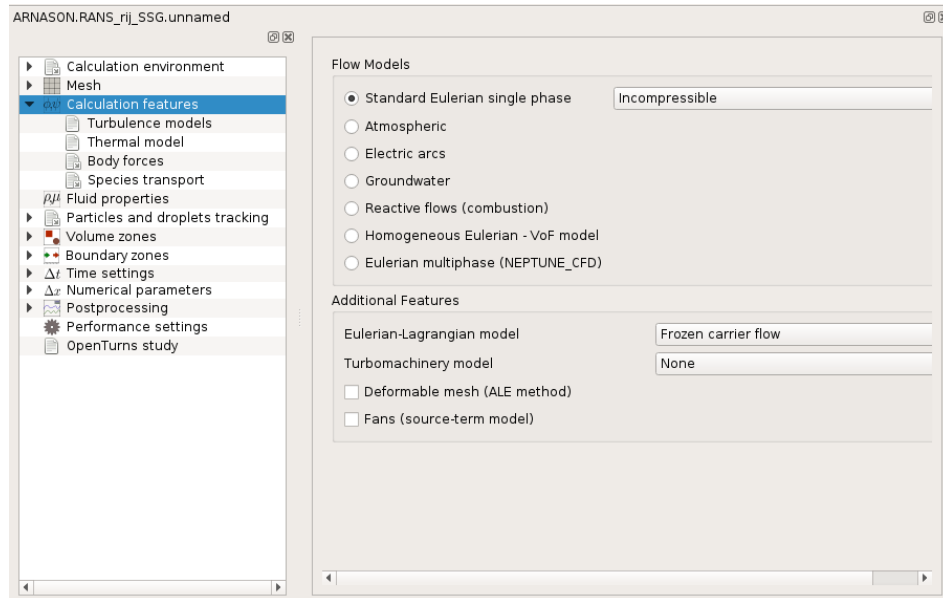 ARNASON.RANS_rij_SSG.unnamed
Calculation environment
Mesh
Calculation features
Turbulence models
Thermal model
Body forces
Species transport
ρ,μ Fluid properties
Particles and droplets tracking
Volume zones
Boundary zones
Δt Time settings
Δx Numerical parameters
Postprocessing
Performance settings
OpenTurns study
Flow Models
Standard Eulerian single phase Incompressible
Atmospheric
Electric arcs
Groundwater
Reactive flows (combustion)
Homogeneous Eulerian - VoF model
Eulerian multiphase (NEPTUNE_CFD)
Additional Features
Eulerian-Lagrangian model Frozen carrier flow
Turbomachinery model None
Deformable mesh (ALE method)
Fans (source-term model)